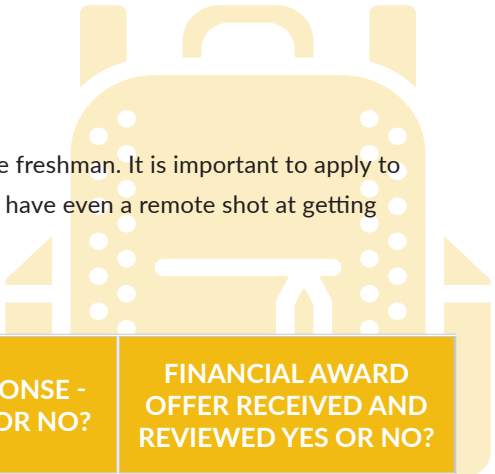 e freshman. It is important to apply to
have even a remote shot at getting
ONSE -
OR NO?
FINANCIAL AWARD
OFFER RECEIVED AND
REVIEWED YES OR NO?